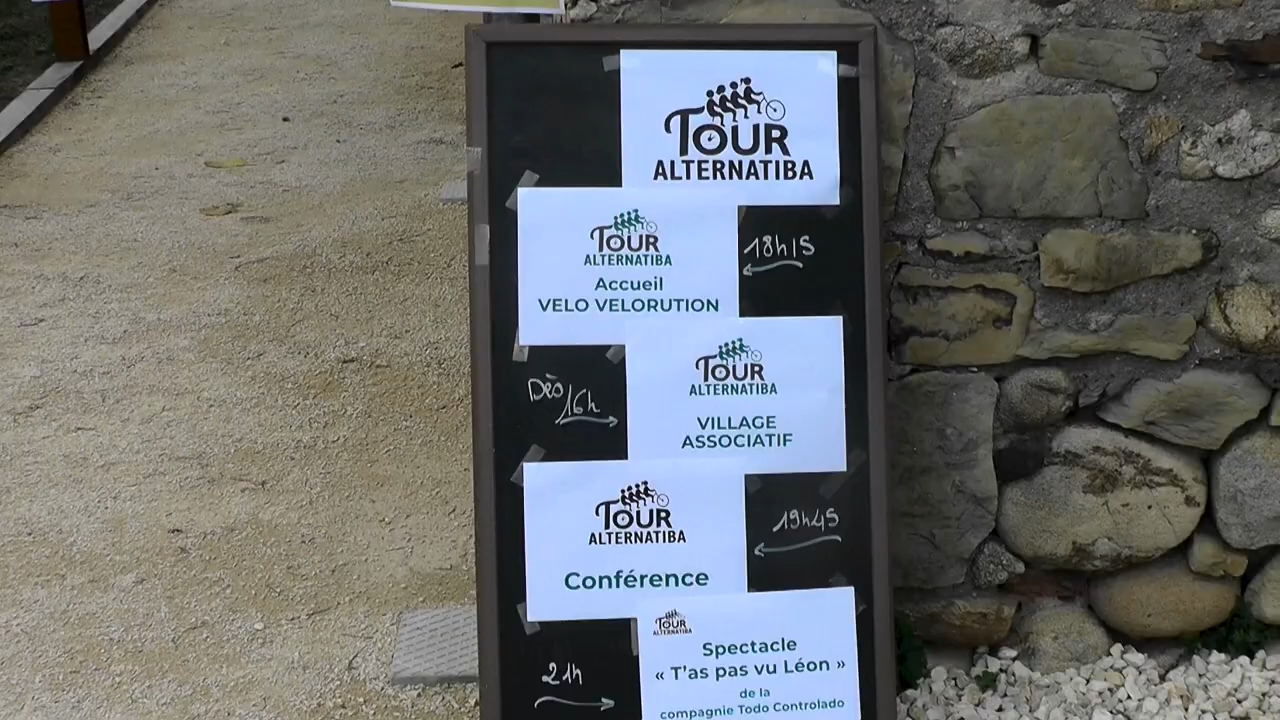 TOUR
ALTERNATIBA
TOUR
ALTERNATIBA
Accueil
VELO VELORUTION
18h15
TOUR
ALTERNATIBA
VILLAGE
ASSOCIATIF
Dès
16h
TOUR
ALTERNATIBA
Conférence
19h45
TOUR
ALTERNATIBA
Spectacle
« T'as pas vu Léon »
de la
compagnie Todo Controlado
21h